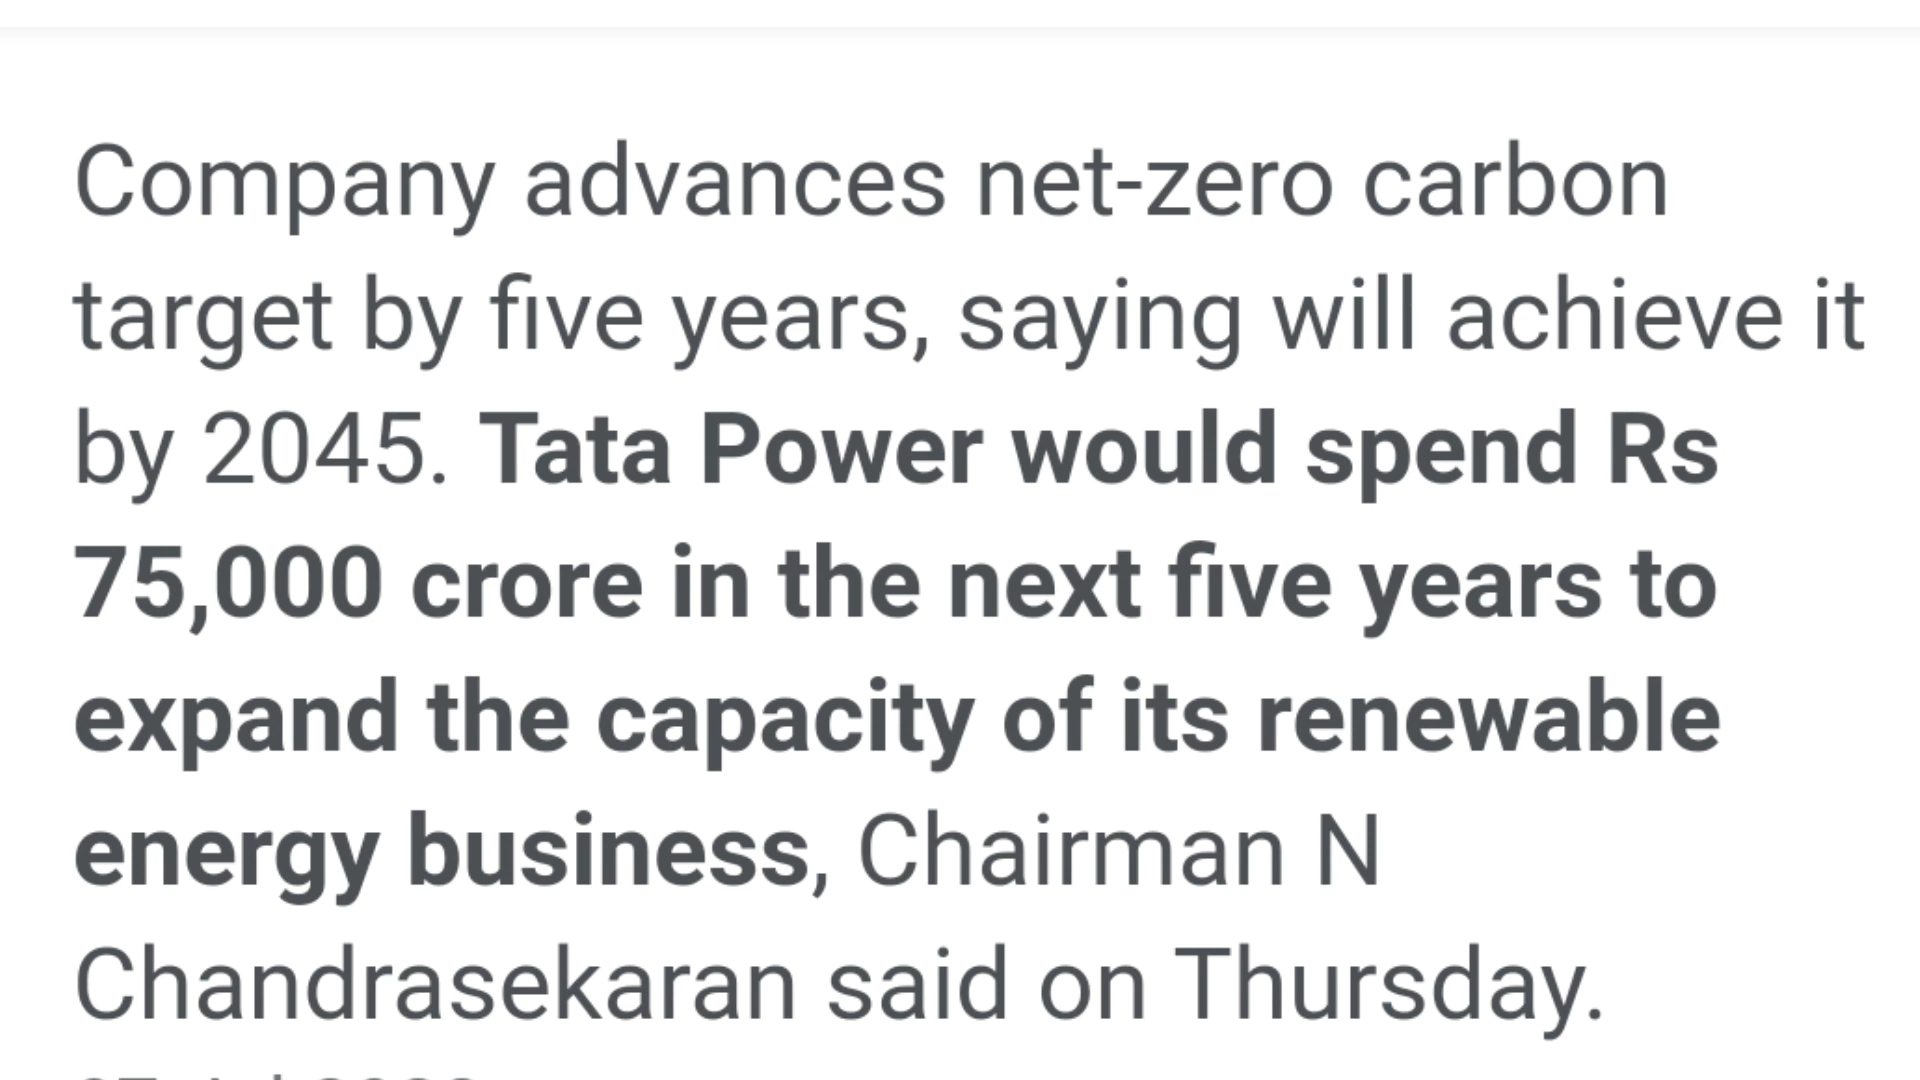 Company advances net-zero carbon
target by five years, saying will achieve it
by 2045. Tata Power would spend Rs
75,000 crore in the next five years to
expand the capacity of its renewable
energy business, Chairman N
Chandrasekaran said on Thursday.